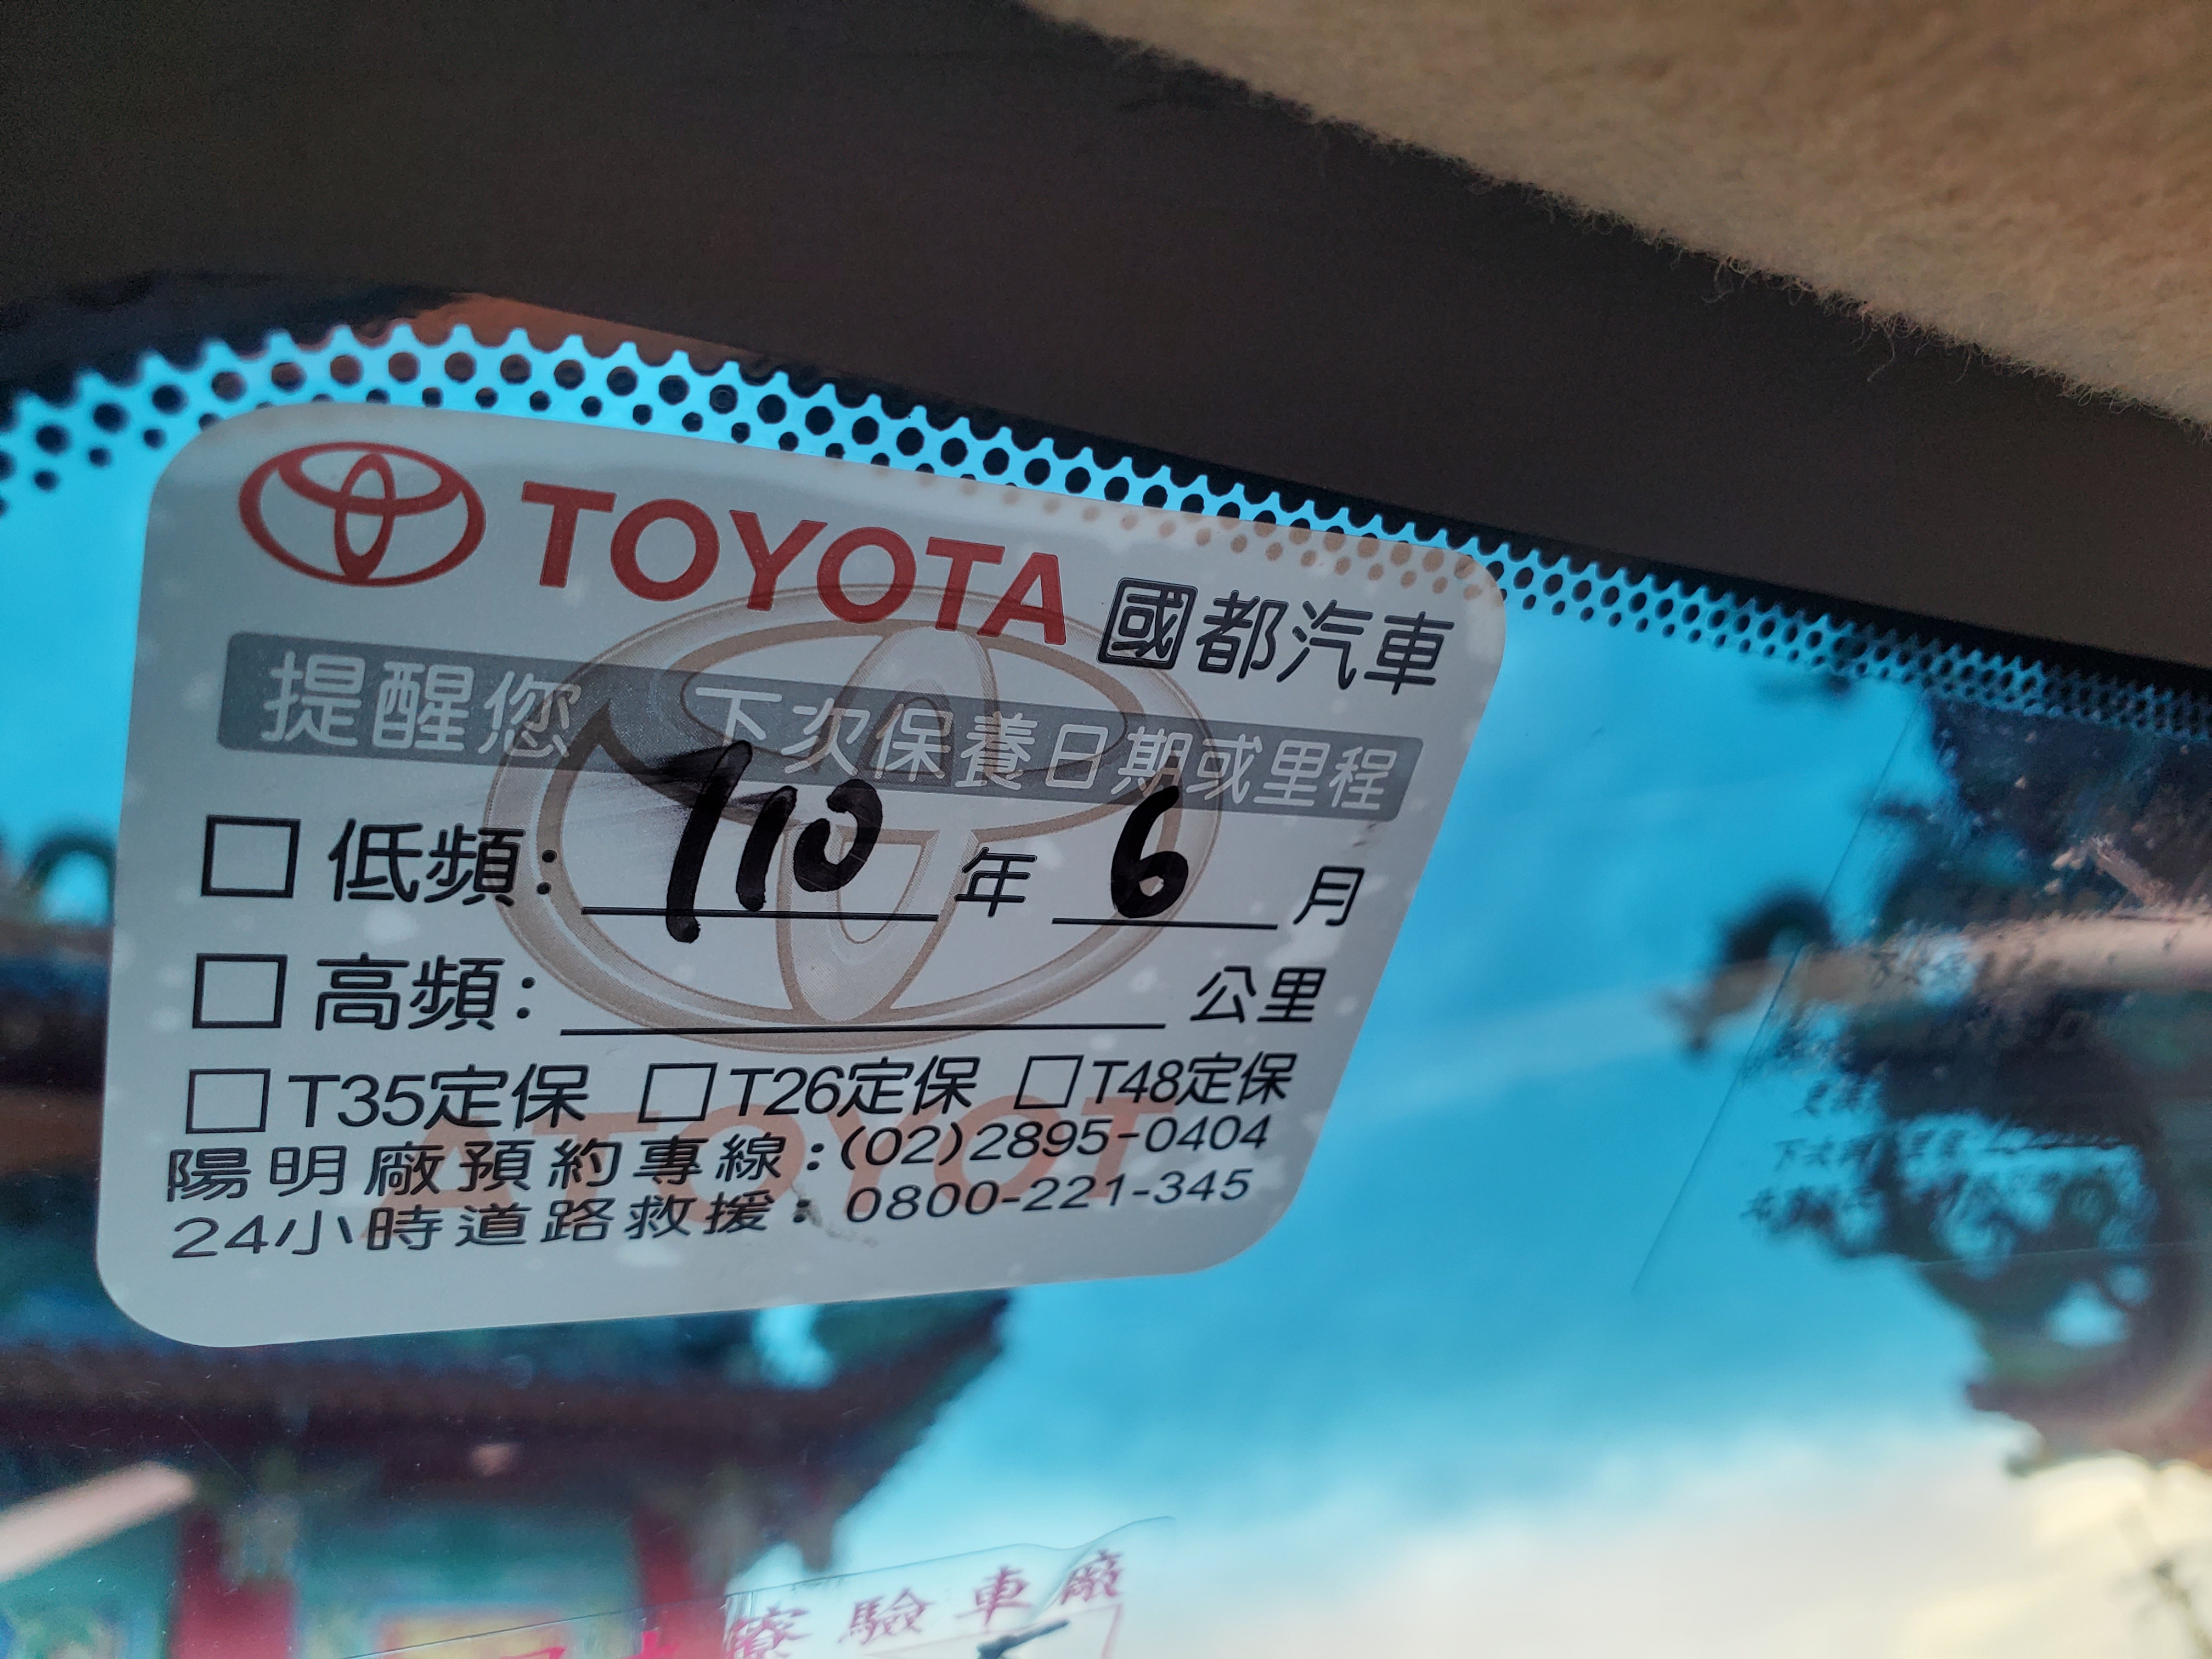 TOYOTA 國都汽車
提醒您 下次保養日期或里程
□ 低頻: 110 年 6 月
□ 高頻: 公里
□ T35定保 □ T26定保 □ T48定保
陽明廠預約專線:(02)2895-0404
24小時道路救援: 0800-221-345
驗車廠